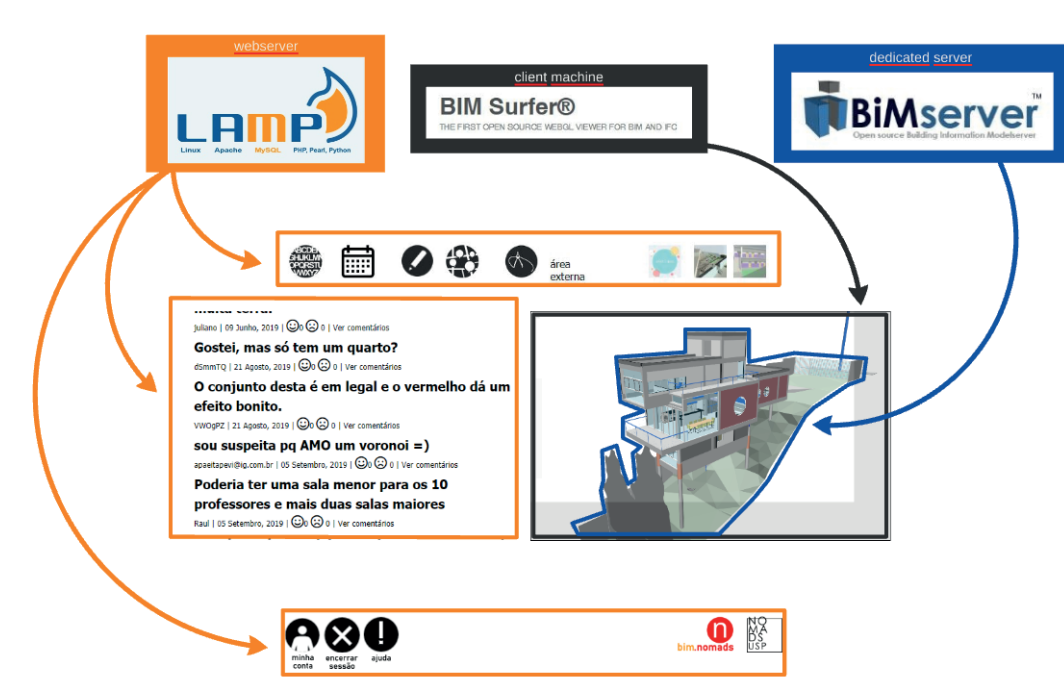 webserver
LAMP
Linux Apache MySQL PHP, Pearl, Python
client machine
BIM Surfer®
THE FIRST OPEN SOURCE WEBGL VIEWER FOR BIM AND IFC
dedicated server
BiMserver™
Open source Building Information Modelserver
área
externa
muita terra!
juliano | 09 Junho, 2019 | 0 0 | Ver comentários
Gostei, mas só tem um quarto?
dSmmTQ | 21 Agosto, 2019 | 0 0 | Ver comentários
O conjunto desta é em legal e o vermelho dá um
efeito bonito.
VWOgPZ | 21 Agosto, 2019 | 0 0 | Ver comentários
sou suspeita pq AMO um voronoi =)
apaeitapevi@ig.com.br | 05 Setembro, 2019 | 0 0 | Ver comentários
Poderia ter uma sala menor para os 10
professores e mais duas salas maiores
Raul | 05 Setembro, 2019 | 0 0 | Ver comentários
minha
conta
encerrar
sessão
ajuda
n
bim.nomads
NO
MA
DS
USP